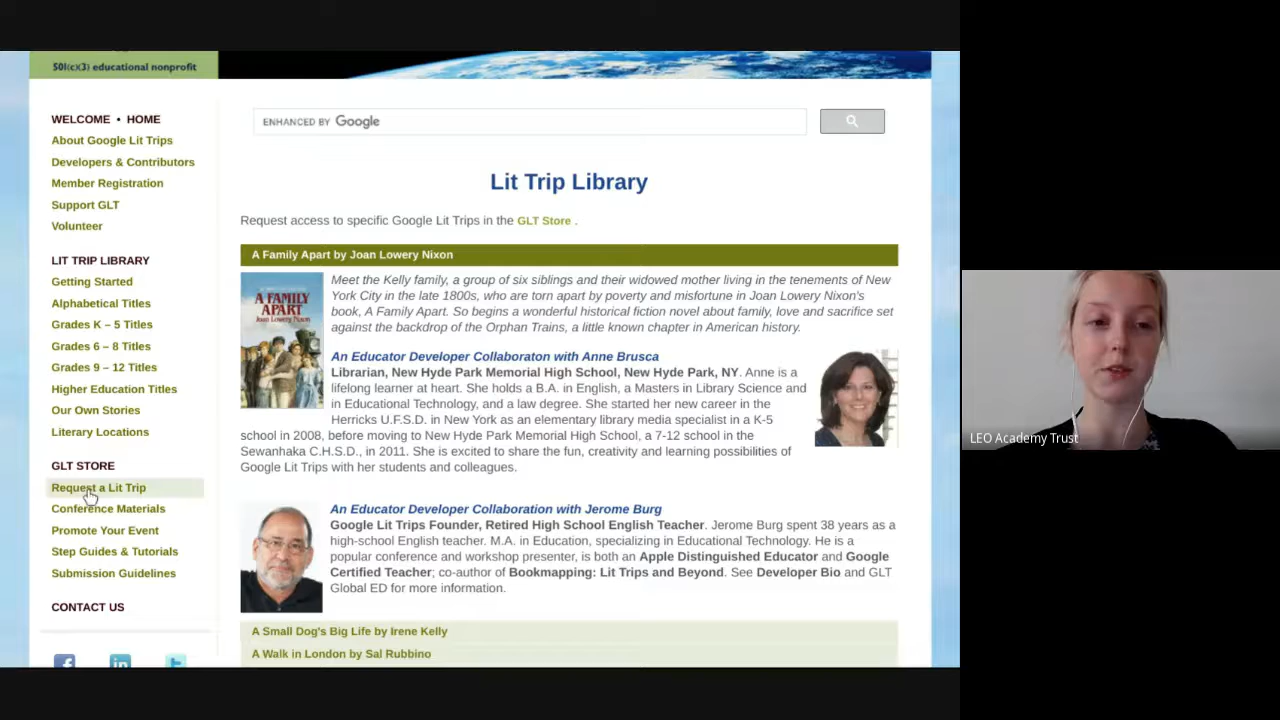 501(c)(3) educational nonprofit
WELCOME • HOME
About Google Lit Trips
Developers & Contributors
Member Registration
Support GLT
Volunteer
LIT TRIP LIBRARY
Getting Started
Alphabetical Titles
Grades K – 5 Titles
Grades 6 – 8 Titles
Grades 9 – 12 Titles
Higher Education Titles
Our Own Stories
Literary Locations
GLT STORE
Request a Lit Trip
Conference Materials
Promote Your Event
Step Guides & Tutorials
Submission Guidelines
CONTACT US
ENHANCED BY Google
Lit Trip Library
Request access to specific Google Lit Trips in the GLT Store .
A Family Apart by Joan Lowery Nixon
A FAMILY
APART
Joan Lowery Nixon
Meet the Kelly family, a group of six siblings and their widowed mother living in the tenements of New
York City in the late 1800s, who are torn apart by poverty and misfortune in Joan Lowery Nixon's
book, A Family Apart. So begins a wonderful historical fiction novel about family, love and sacrifice set
against the backdrop of the Orphan Trains, a little known chapter in American history.
An Educator Developer Collaboraton with Anne Brusca
Librarian, New Hyde Park Memorial High School, New Hyde Park, NY. Anne is a
lifelong learner at heart. She holds a B.A. in English, a Masters in Library Science and
in Educational Technology, and a law degree. She started her new career in the
Herricks U.F.S.D. in New York as an elementary library media specialist in a K-5
school in 2008, before moving to New Hyde Park Memorial High School, a 7-12 school in the
Sewanhaka C.H.S.D., in 2011. She is excited to share the fun, creativity and learning possibilities of
Google Lit Trips with her students and colleagues.
An Educator Developer Collaboration with Jerome Burg
Google Lit Trips Founder, Retired High School English Teacher. Jerome Burg spent 38 years as a
high-school English teacher. M.A. in Education, specializing in Educational Technology. He is a
popular conference and workshop presenter, is both an Apple Distinguished Educator and Google
Certified Teacher; co-author of Bookmapping: Lit Trips and Beyond. See Developer Bio and GLT
Global ED for more information.
A Small Dog's Big Life by Irene Kelly
A Walk in London by Sal Rubbino
LEO Academy Trust